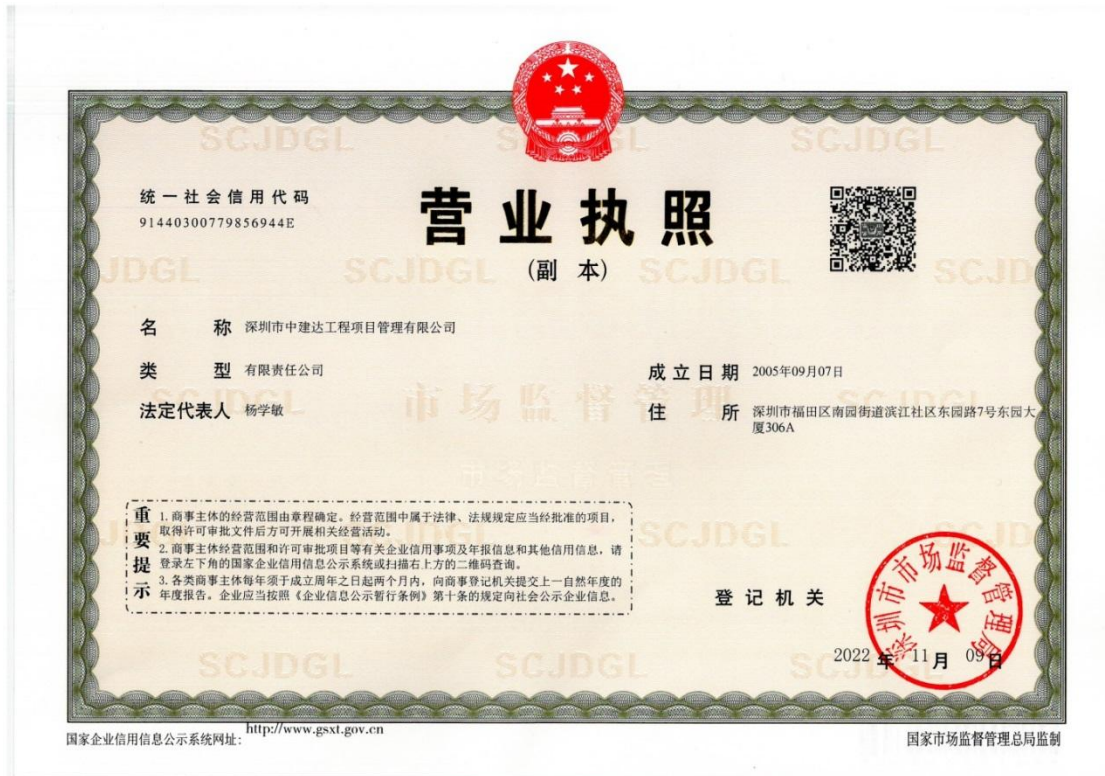 统一社会信用代码
91440300779856944E
营业执照
(副 本)
名 称 深圳市中建达工程项目管理有限公司
类 型 有限责任公司
成立日期 2005年09月07日
法定代表人 杨学敏
住 所 深圳市福田区南园街道滨江社区东园路7号东园大
厦306A
重要提示
1.商事主体的经营范围由章程确定。经营范围中属于法律、法规规定应当经批准的项目,
取得许可审批文件后方可开展相关经营活动。
2.商事主体经营范围和许可审批项目等有关企业信用事项及年报信息和其他信用信息,请
登录左下角的国家企业信用信息公示系统或扫描右上方的二维码查询。
3.各类商事主体每年须于成立周年之日起两个月内,向商事登记机关提交上一自然年度的
年度报告。企业应当按照《企业信息公示暂行条例》第十条的规定向社会公示企业信息。
登记机关
深圳市市场监督管理局
2022 年 11 月 09 日
国家企业信用信息公示系统网址: http://www.gsxt.gov.cn
国家市场监督管理总局监制
SCJDGL
市场监督管理